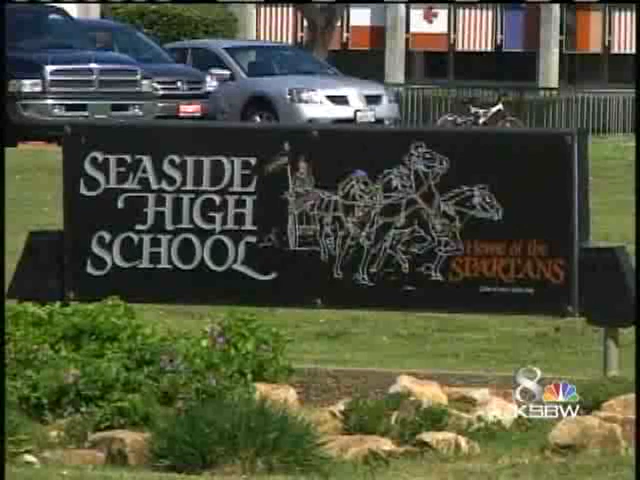 SEASIDE
HIGH
SCHOOL
Home of the
SPARTANS
8
KSBW